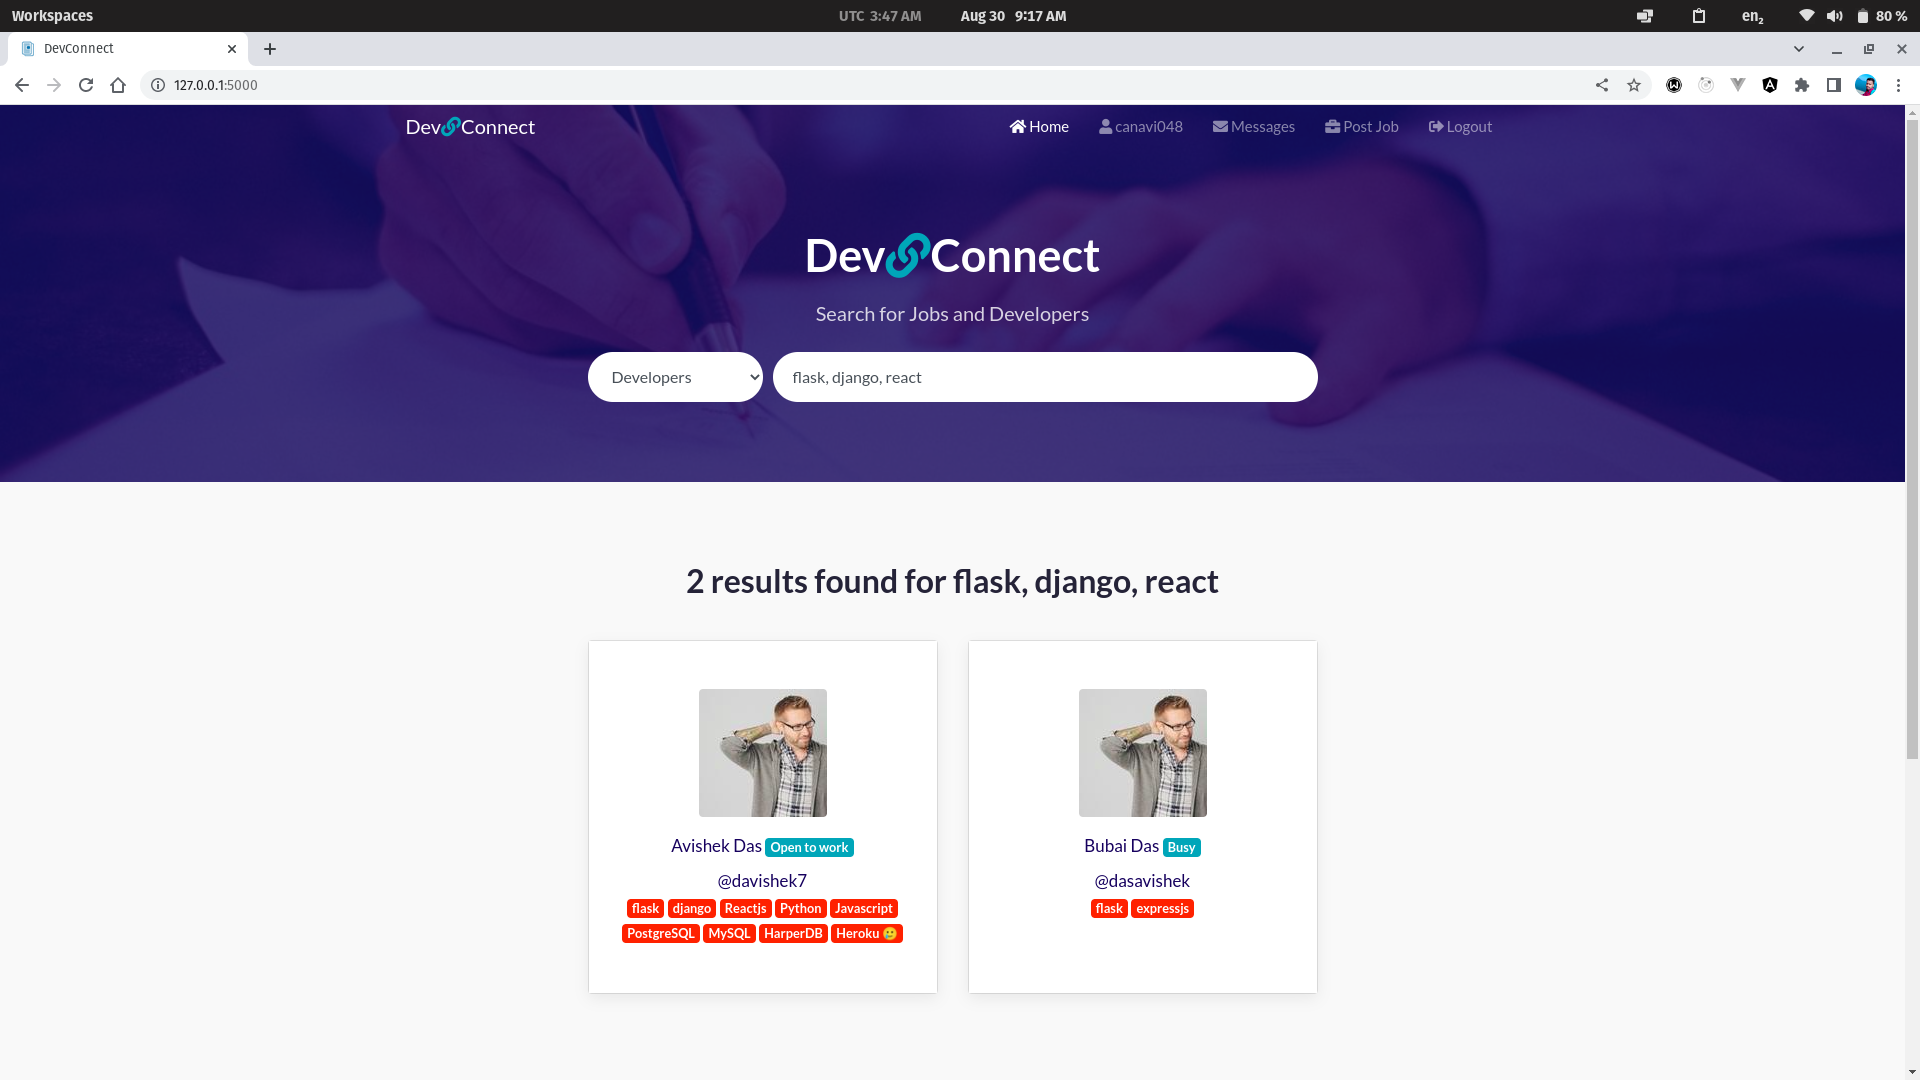 Workspaces
UTC 3:47 AM Aug 30 9:17 AM
en₂ 80 %
DevConnect
127.0.0.1:5000
DevConnect
Home canavi048 Messages Post Job Logout
DevConnect
Search for Jobs and Developers
Developers flask, django, react
2 results found for flask, django, react
Avishek Das Open to work
@davishek7
flask django Reactjs Python Javascript
PostgreSQL MySQL HarperDB Heroku 🥲
Bubai Das Busy
@dasavishek
flask expressjs